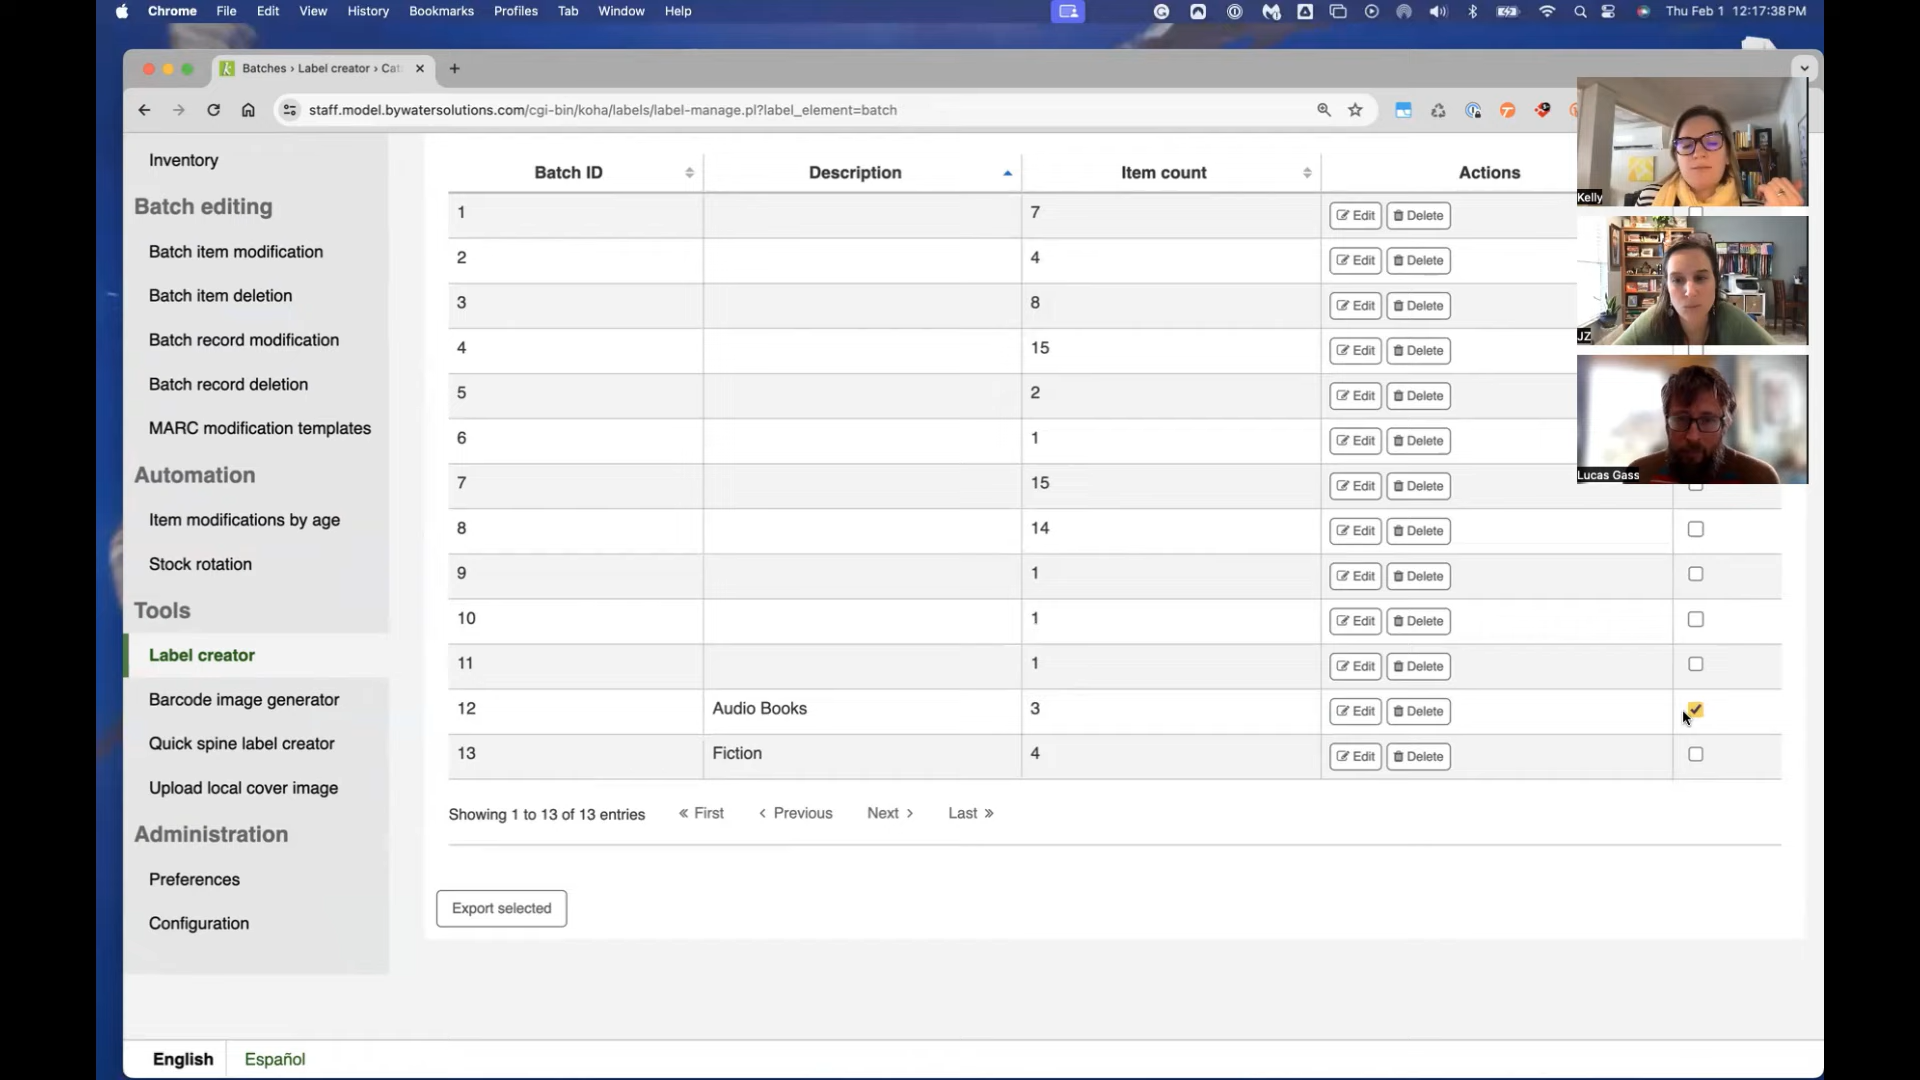 Chrome File Edit View History Bookmarks Profiles Tab Window Help Thu Feb 1 12:17:38 PM
Batches › Label creator › Cat
staff.model.bywatersolutions.com/cgi-bin/koha/labels/label-manage.pl?label_element=batch
Inventory
Batch editing
Batch item modification
Batch item deletion
Batch record modification
Batch record deletion
MARC modification templates
Automation
Item modifications by age
Stock rotation
Tools
Label creator
Barcode image generator
Quick spine label creator
Upload local cover image
Administration
Preferences
Configuration
Batch ID Description Item count Actions
1 7 Edit Delete
2 4 Edit Delete
3 8 Edit Delete
4 15 Edit Delete
5 2 Edit Delete
6 1 Edit Delete
7 15 Edit Delete
8 14 Edit Delete
9 1 Edit Delete
10 1 Edit Delete
11 1 Edit Delete
12 Audio Books 3 Edit Delete
13 Fiction 4 Edit Delete
Showing 1 to 13 of 13 entries « First ‹ Previous Next › Last »
Export selected
English Español
Kelly
JZ
Lucas Gass